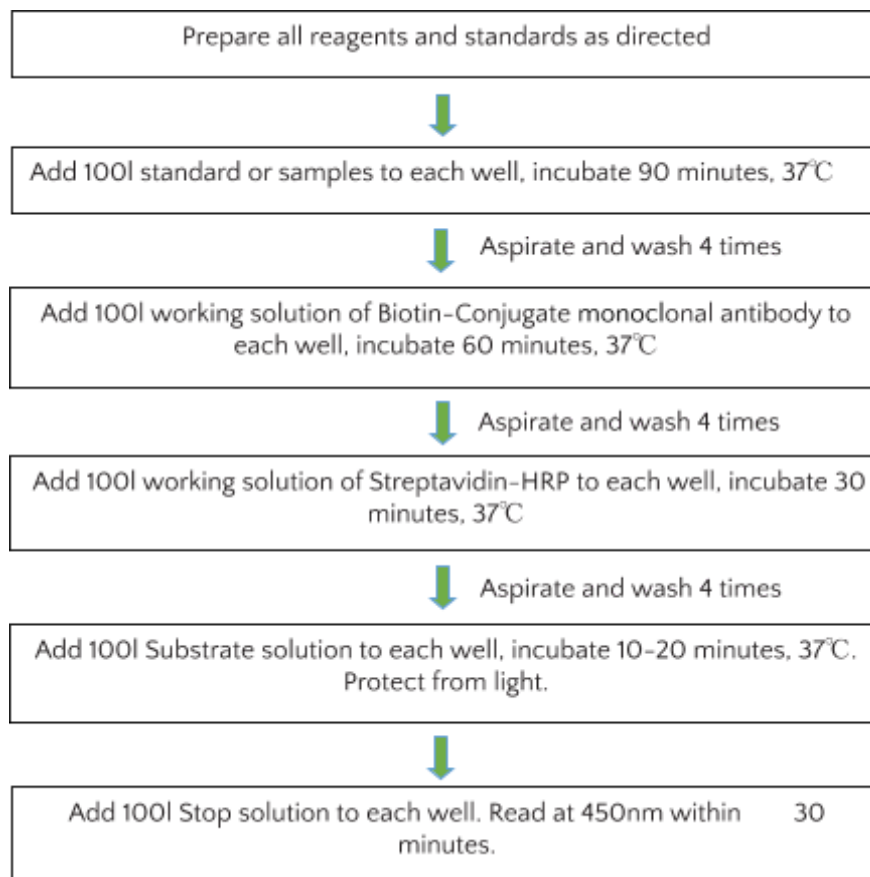 Prepare all reagents and standards as directed
Add 100l standard or samples to each well, incubate 90 minutes, 37℃
Aspirate and wash 4 times
Add 100l working solution of Biotin-Conjugate monoclonal antibody to
each well, incubate 60 minutes, 37℃
Aspirate and wash 4 times
Add 100l working solution of Streptavidin-HRP to each well, incubate 30
minutes, 37℃
Aspirate and wash 4 times
Add 100l Substrate solution to each well, incubate 10-20 minutes, 37℃.
Protect from light.
Add 100l Stop solution to each well. Read at 450nm within 30
minutes.